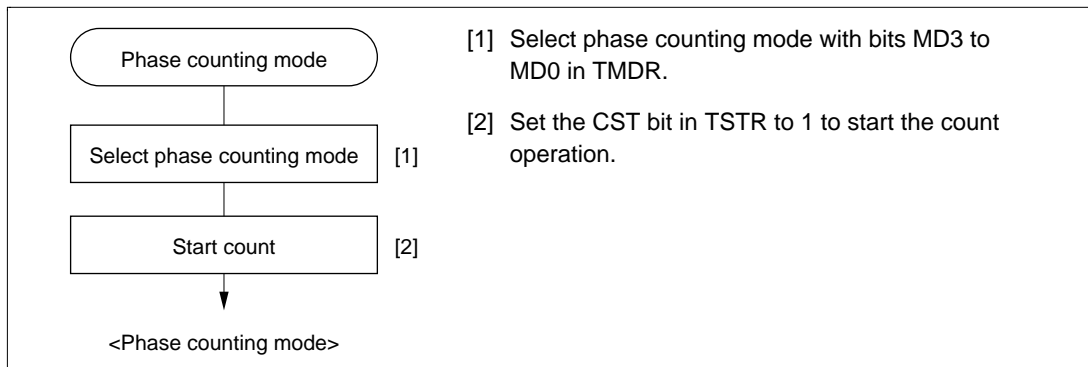 Phase counting mode
Select phase counting mode
[1]
Start count
[2]
<Phase counting mode>
[1] Select phase counting mode with bits MD3 to
MD0 in TMDR.
[2] Set the CST bit in TSTR to 1 to start the count
operation.